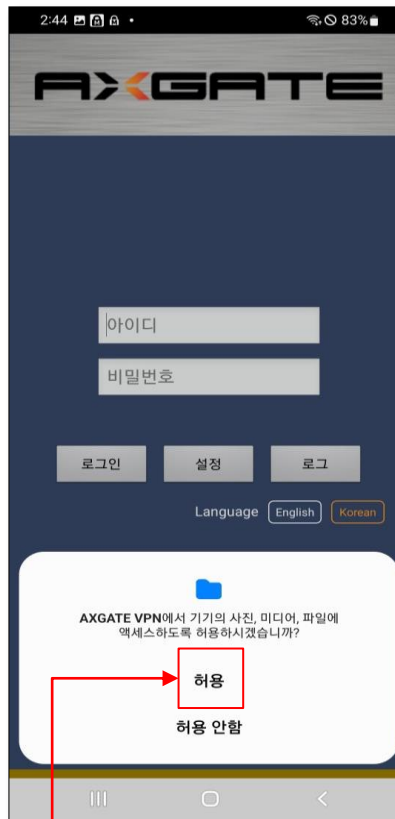 2:44
83%
AXGATE
아이디
비밀번호
로그인
설정
로그
Language
English
Korean
AXGATE VPN에서 기기의 사진, 미디어, 파일에
액세스하도록 허용하시겠습니까?
허용
허용 안함